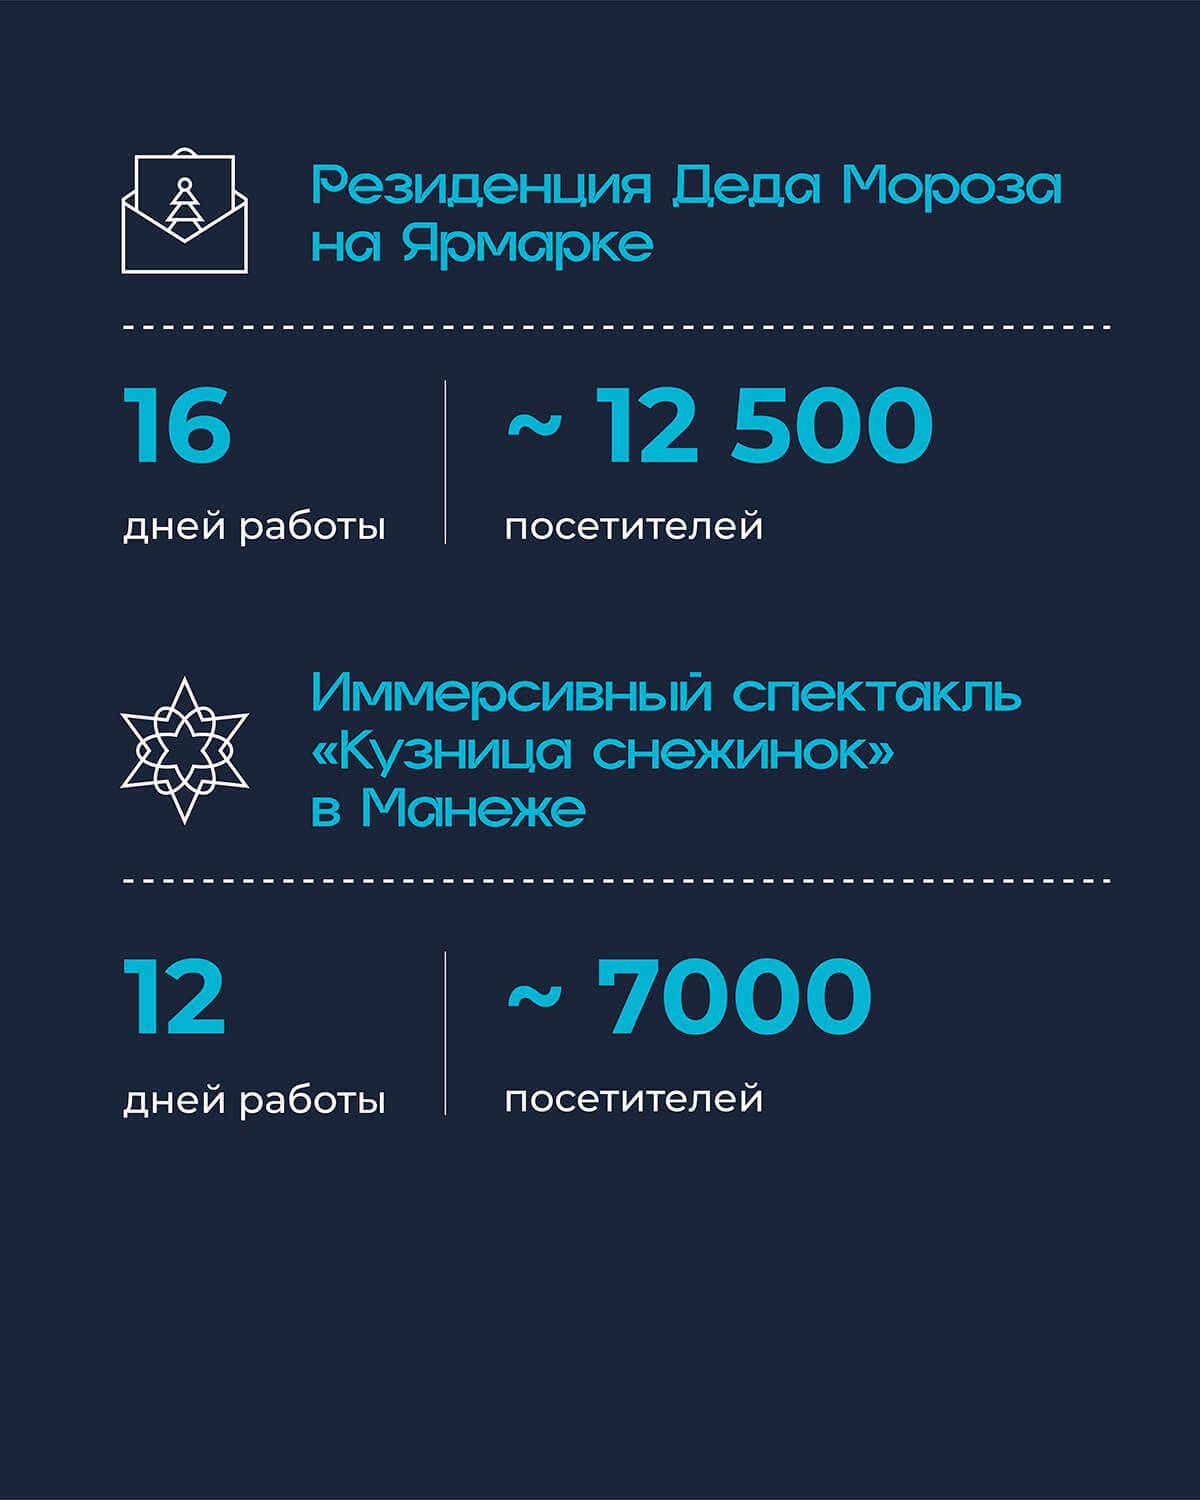 Резиденция Деда Мороза
на Ярмарке
16
~ 12 500
дней работы
посетителей
Иммерсивный спектакль
«Кузница снежинок»
в Манеже
12
~ 7000
дней работы
посетителей